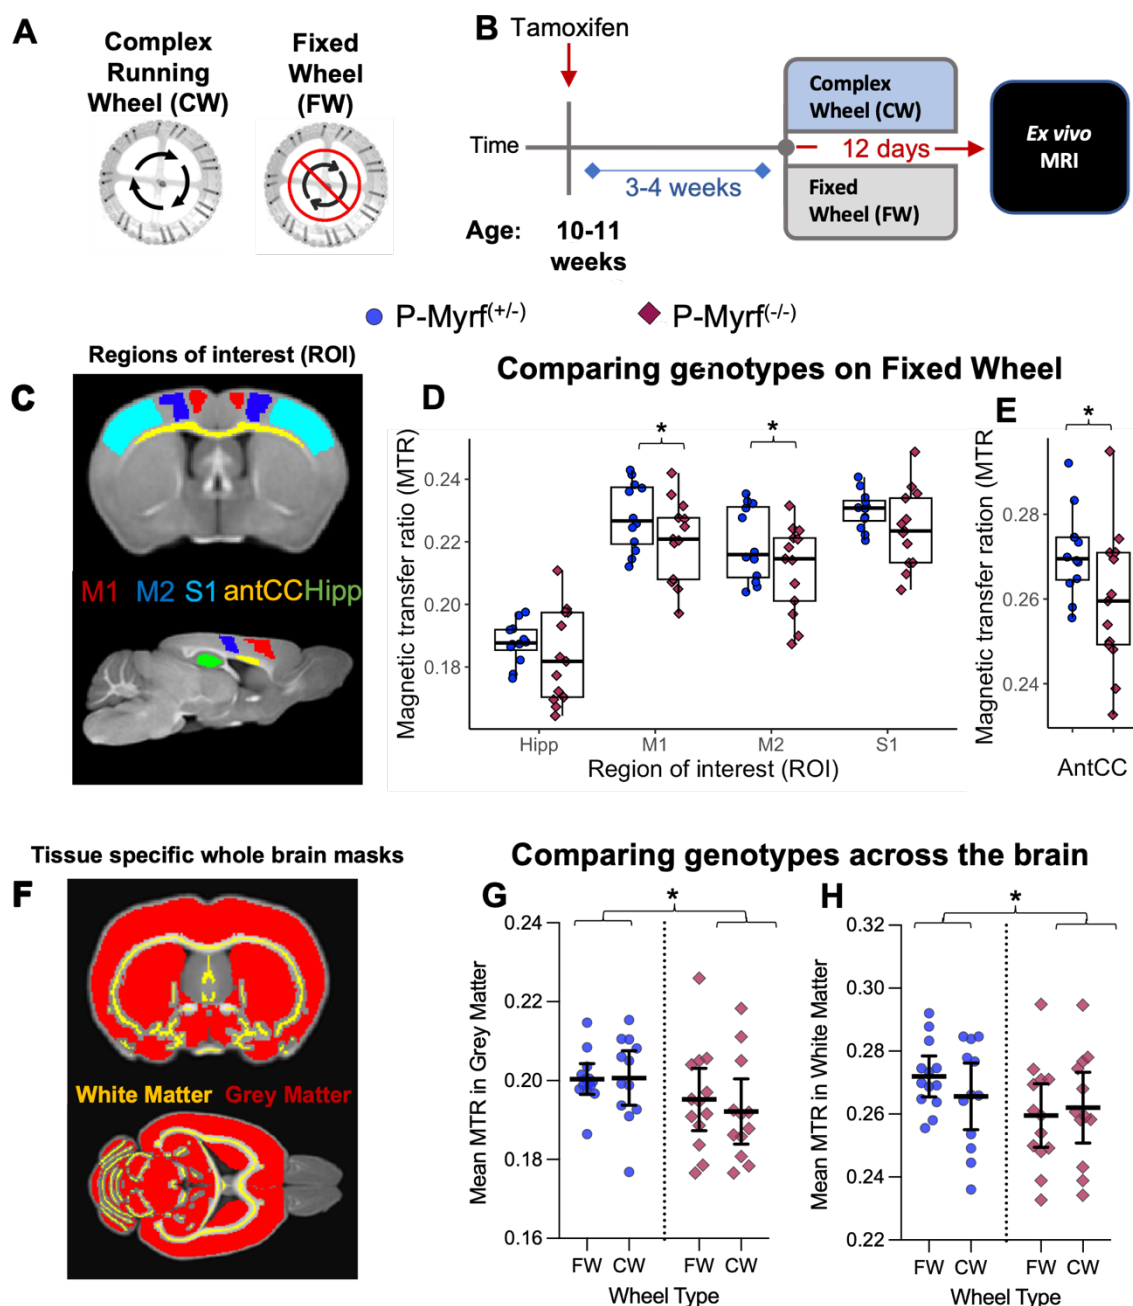 A
Complex
Running
Wheel (CW)
Fixed
Wheel
(FW)
B
Tamoxifen
Time
3-4 weeks
Age:
10-11
weeks
Complex
Wheel (CW)
12 days
Fixed
Wheel (FW)
Ex vivo
MRI
P-Myrf(+/-)
P-Myrf(-/-)
Regions of interest (ROI)
C
M1 M2 S1 antCC Hipp
Comparing genotypes on Fixed Wheel
D
Magnetic transfer ratio (MTR)
0.24
0.22
0.20
0.18
*
*
Hipp
M1
M2
S1
Region of interest (ROI)
E
*
Magnetic transfer ration (MTR)
0.28
0.26
0.24
AntCC
Tissue specific whole brain masks
F
White Matter Grey Matter
Comparing genotypes across the brain
G
*
Mean MTR in Grey Matter
0.24
0.22
0.20
0.18
0.16
FW CW FW CW
Wheel Type
H
*
Mean MTR in White Matter
0.32
0.30
0.28
0.26
0.24
0.22
FW CW FW CW
Wheel Type